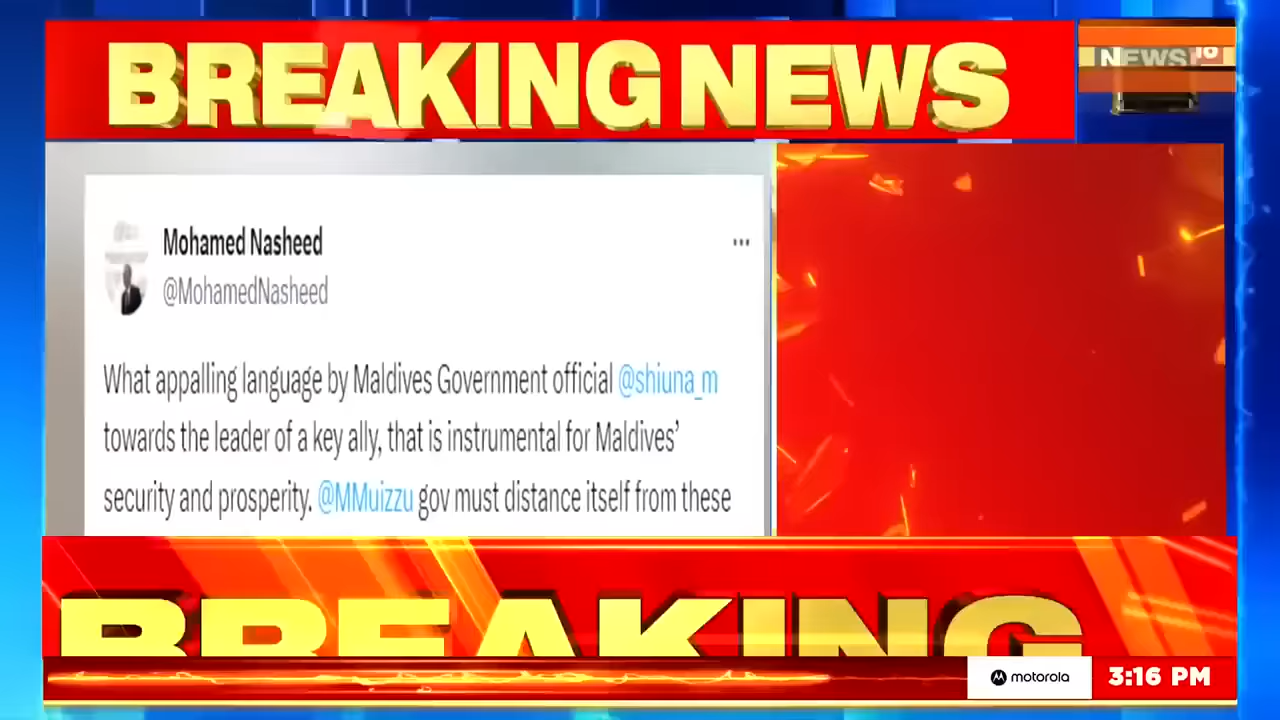 BREAKING NEWS
NEWS18
Mohamed Nasheed
@MohamedNasheed
What appalling language by Maldives Government official @shiuna_m
towards the leader of a key ally, that is instrumental for Maldives’
security and prosperity. @MMuizzu gov must distance itself from these
BREAKING
motorola
3:16 PM